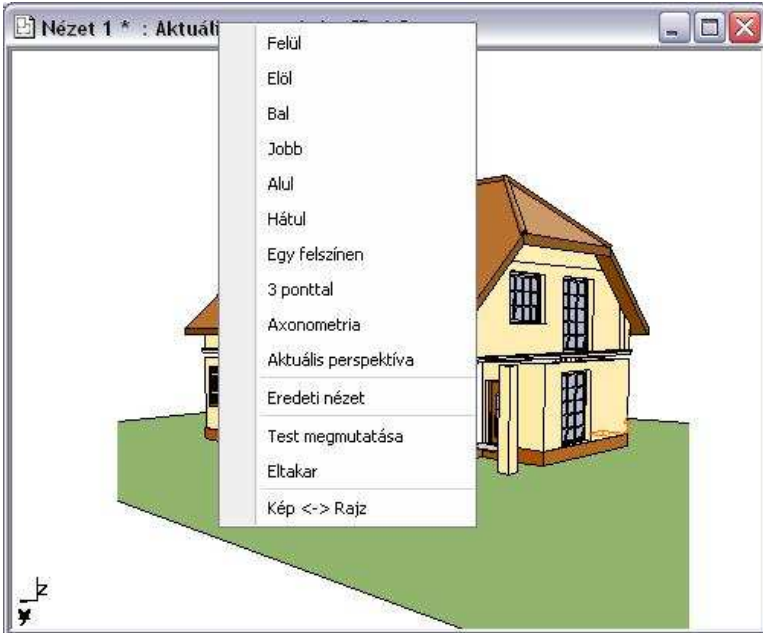 Nézet 1 * : Aktuáli
Felül
Elöl
Bal
Jobb
Alul
Hátul
Egy felszínen
3 ponttal
Axonometria
Aktuális perspektíva
Eredeti nézet
Test megmutatása
Eltakar
Kép <-> Rajz
z
y